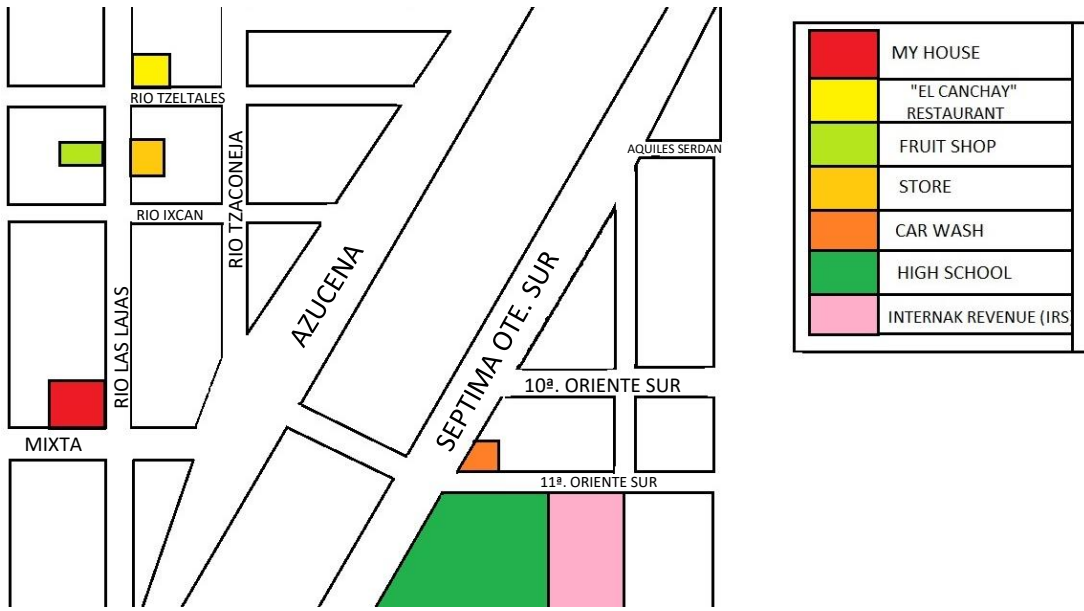 RIO TZELTALES
RIO IXCAN
RIO TZACONEJA
RIO LAS LAJAS
MIXTA
AZUCENA
SEPTIMA OTE. SUR
AQUILES SERDAN
10ª. ORIENTE SUR
11ª. ORIENTE SUR
MY HOUSE
"EL CANCHAY"
RESTAURANT
FRUIT SHOP
STORE
CAR WASH
HIGH SCHOOL
INTERNAK REVENUE (IRS)